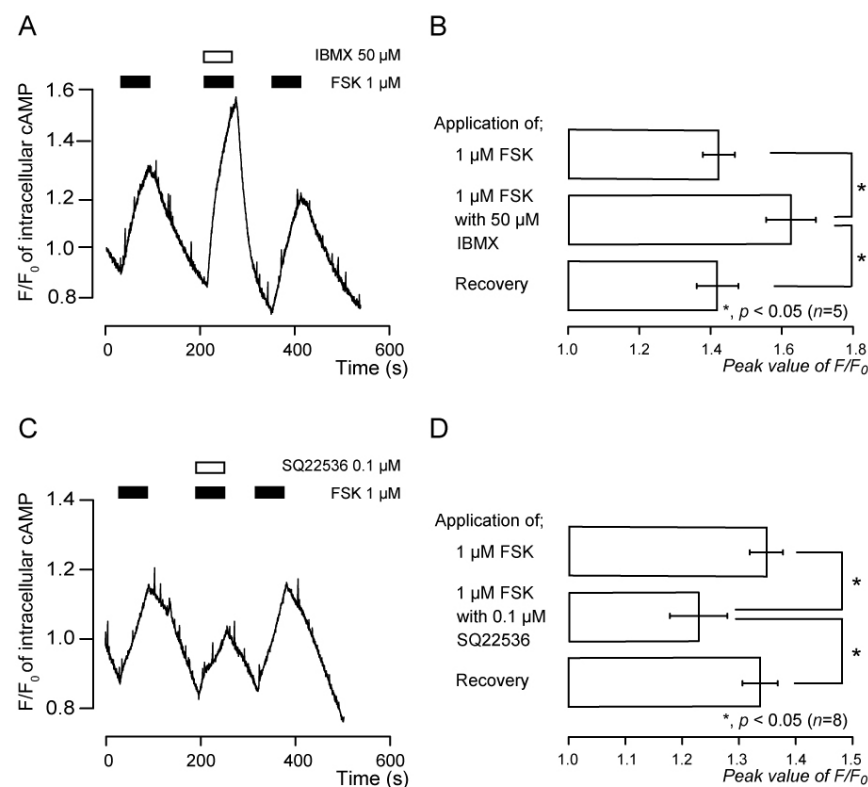 A
IBMX 50 µM
FSK 1 µM
F/F0 of intracellular cAMP
1.6
1.4
1.2
1.0
0.8
0
200
400
600
Time (s)
B
Application of;
1 µM FSK
1 µM FSK
with 50 µM
IBMX
Recovery
*
*
*, p < 0.05 (n=5)
1.0
1.2
1.4
1.6
1.8
Peak value of F/F0
C
SQ22536 0.1 µM
FSK 1 µM
F/F0 of intracellular cAMP
1.4
1.2
1.0
0.8
0
200
400
600
Time (s)
D
Application of;
1 µM FSK
1 µM FSK
with 0.1 µM
SQ22536
Recovery
*
*
*, p < 0.05 (n=8)
1.0
1.1
1.2
1.3
1.4
1.5
Peak value of F/F0